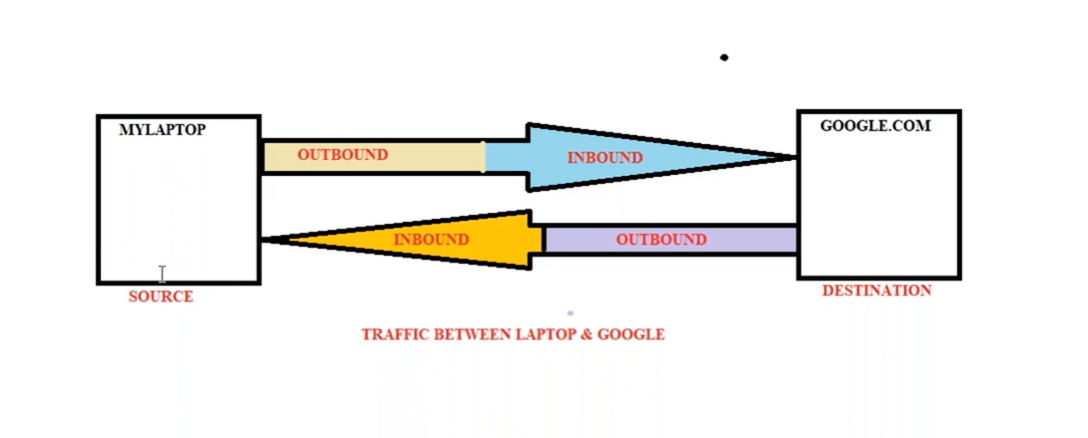 MYLAPTOP
GOOGLE.COM
OUTBOUND
INBOUND
INBOUND
OUTBOUND
SOURCE
DESTINATION
TRAFFIC BETWEEN LAPTOP & GOOGLE